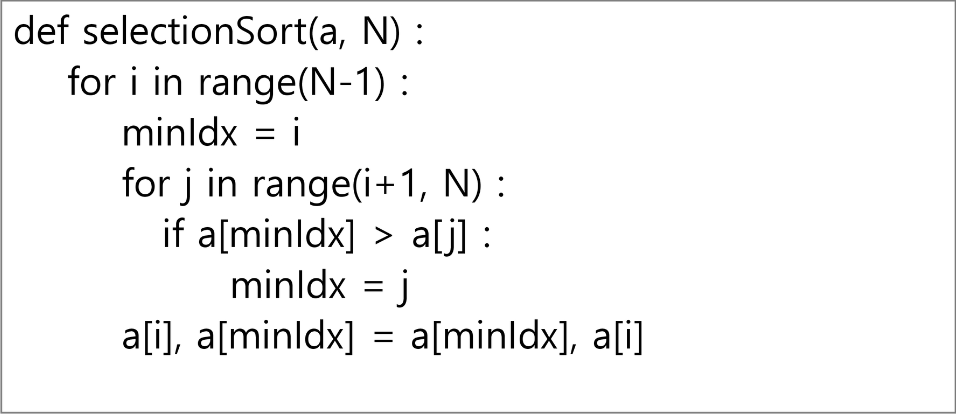 def selectionSort(a, N) :
for i in range(N-1) :
minIdx = i
for j in range(i+1, N) :
if a[minIdx] > a[j] :
minIdx = j
a[i], a[minIdx] = a[minIdx], a[i]